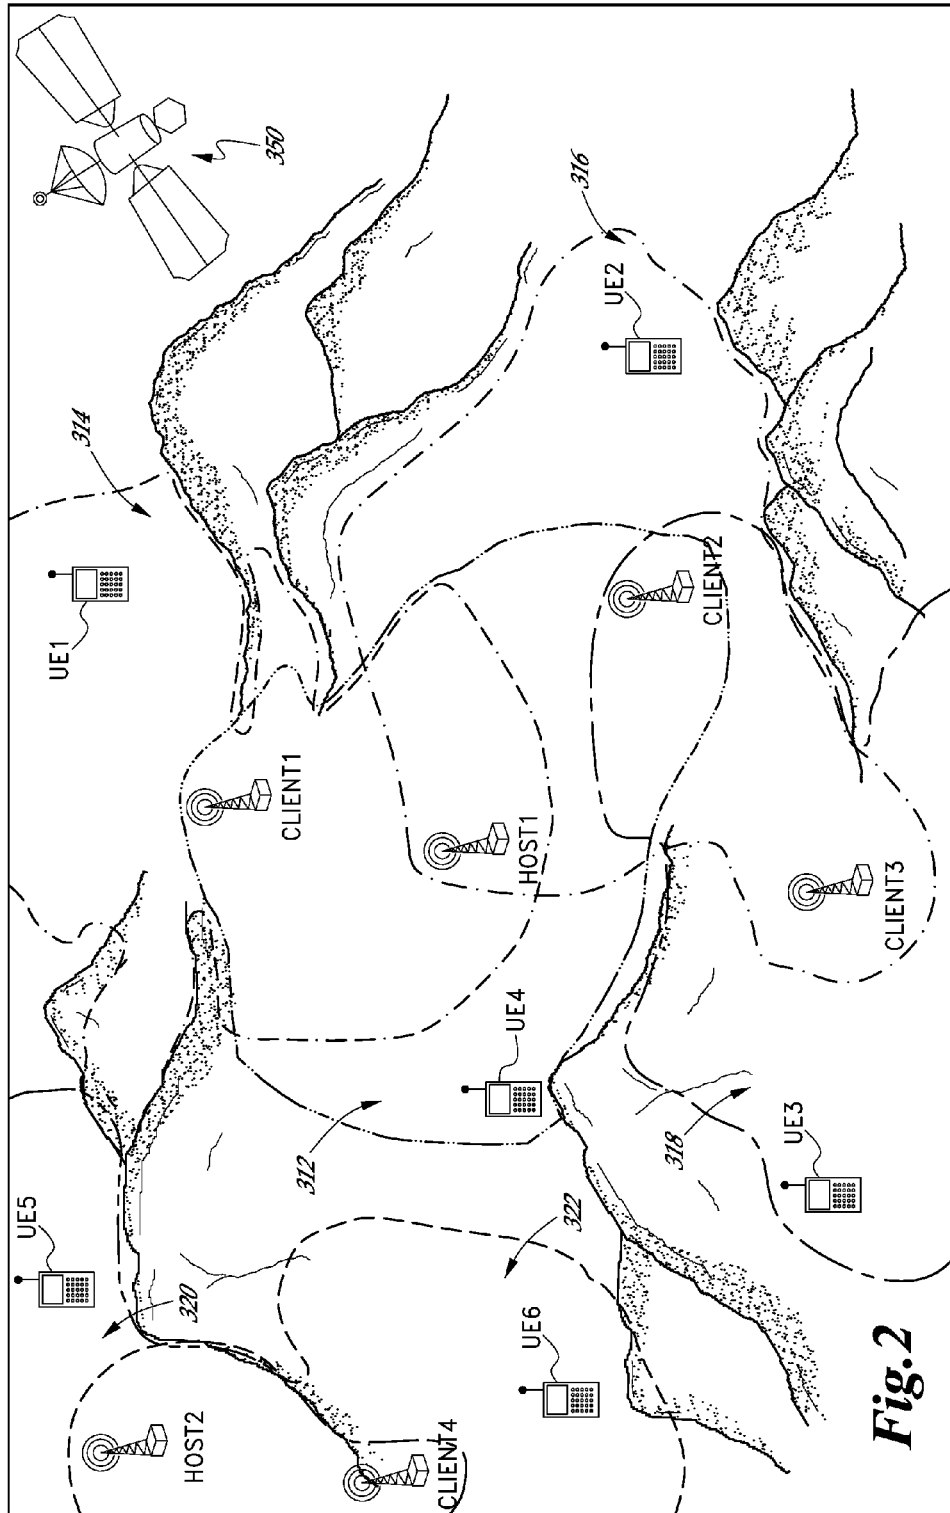 350
316
UE2
314
UE1
CLIENT2
CLIENT1
HOST1
CLIENT3
UE4
312
318
UE3
UE5
322
320
UE6
HOST2
CLIENT4
Fig.2